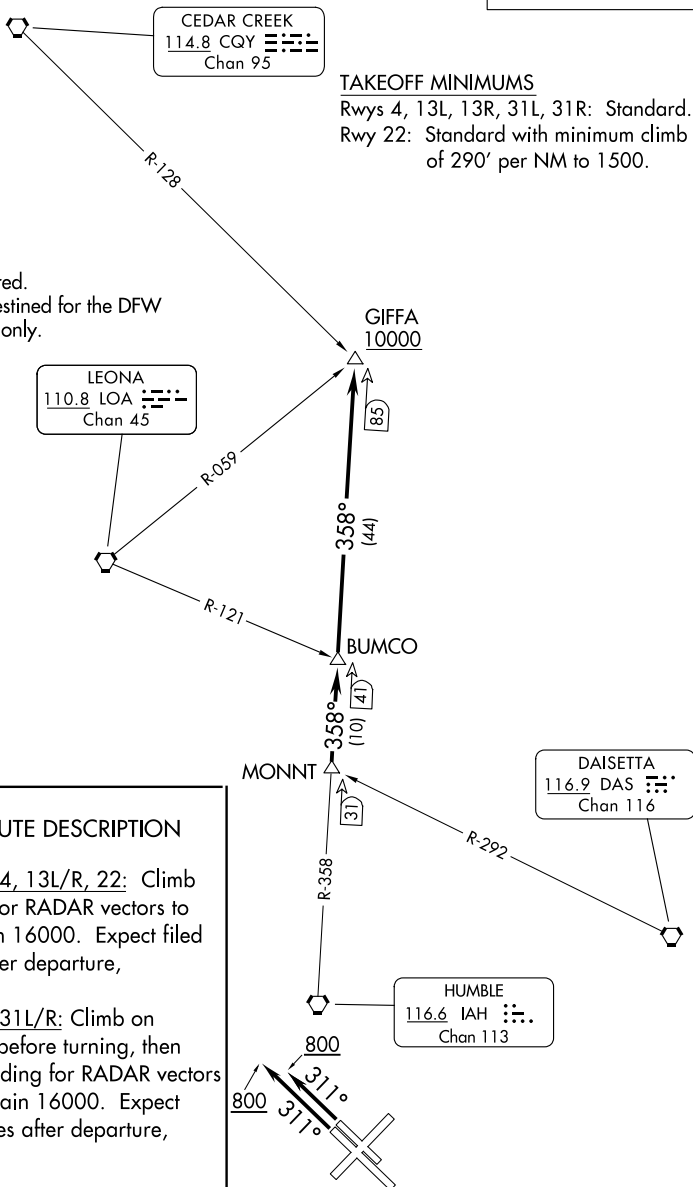 CEDAR CREEK
114.8 CQY
Chan 95
TAKEOFF MINIMUMS
Rwys 4, 13L, 13R, 31L, 31R: Standard.
Rwy 22: Standard with minimum climb
of 290' per NM to 1500.
R-128
estined for the DFW
only.
GIFFA
10000
LEONA
110.8 LOA
Chan 45
85
R-059
358°
(44)
R-121
BUMCO
41
358°
(10)
MONNT
31
DAISETTA
116.9 DAS
Chan 116
R-292
R-358
UTE DESCRIPTION
4, 13L/R, 22: Climb
or RADAR vectors to
n 16000. Expect filed
er departure,
HUMBLE
116.6 IAH
Chan 113
31L/R: Climb on
before turning, then
ding for RADAR vectors
ain 16000. Expect
es after departure,
800
311°
800
311°